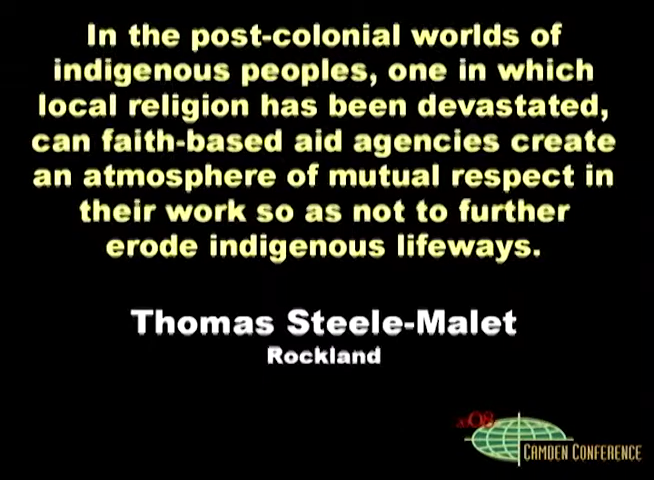 In the post-colonial worlds of
indigenous peoples, one in which
local religion has been devastated,
can faith-based aid agencies create
an atmosphere of mutual respect in
their work so as not to further
erode indigenous lifeways.
Thomas Steele-Malet
Rockland
2008
CAMDEN CONFERENCE